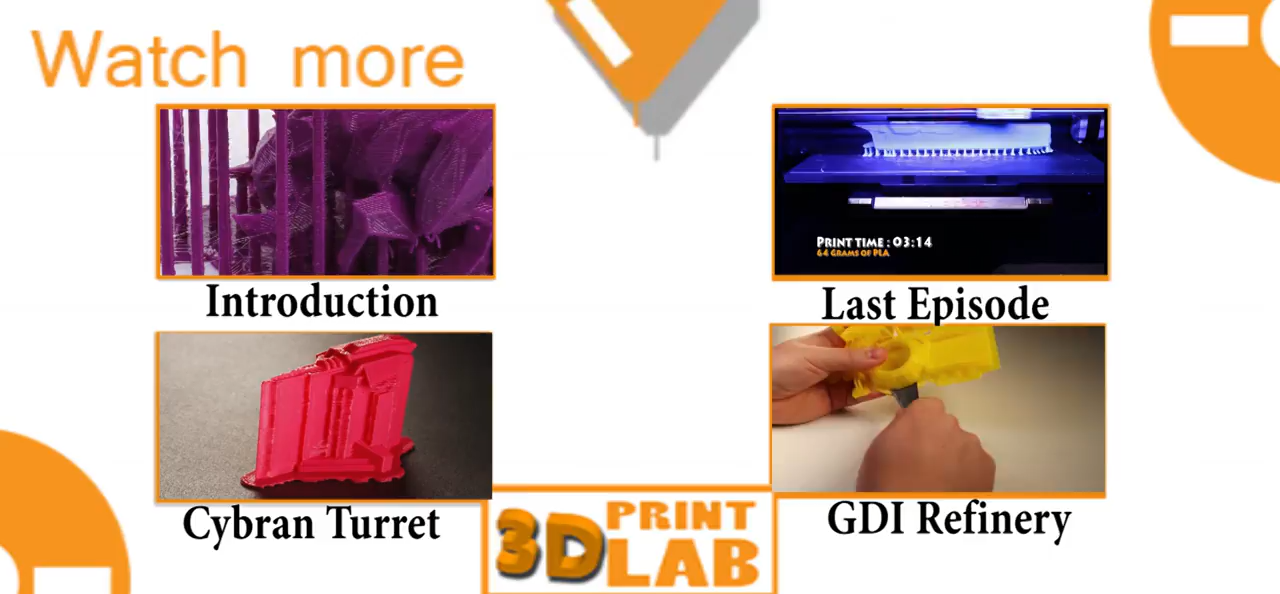 Watch more
PRINT TIME : 03:14
64 GRAMS OF PLA
Introduction
Last Episode
Cybran Turret
GDI Refinery
3D PRINT
LAB